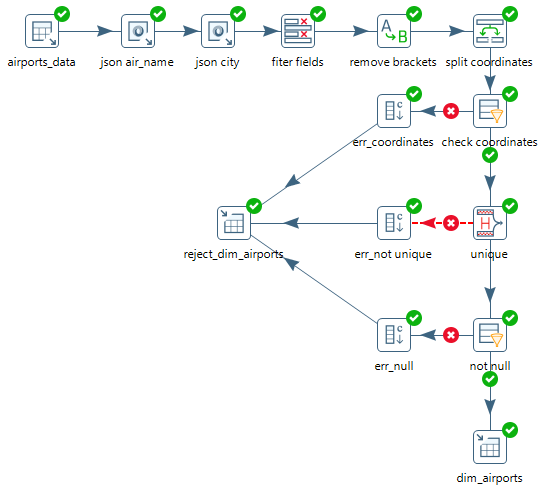 airports_data
json air_name
json city
fiter fields
remove brackets
split coordinates
A
B
C
err_coordinates
check coordinates
reject_dim_airports
C
err_not unique
H
unique
C
err_null
not null
dim_airports